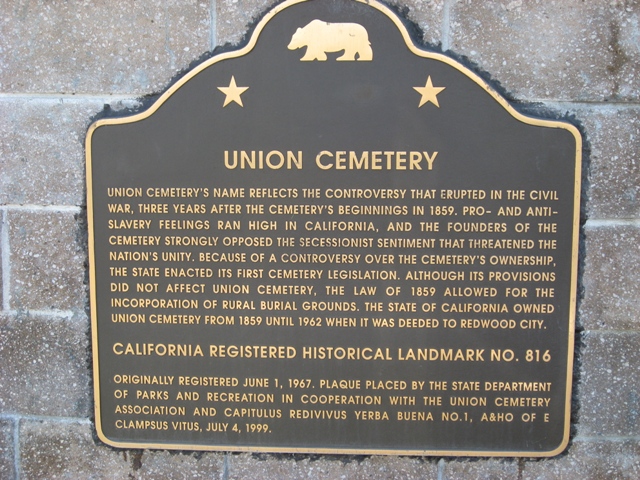 UNION CEMETERY
UNION CEMETERY'S NAME REFLECTS THE CONTROVERSY THAT ERUPTED IN THE CIVIL
WAR, THREE YEARS AFTER THE CEMETERY'S BEGINNINGS IN 1859. PRO- AND ANTI-
SLAVERY FEELINGS RAN HIGH IN CALIFORNIA, AND THE FOUNDERS OF THE
CEMETERY STRONGLY OPPOSED THE SECESSIONIST SENTIMENT THAT THREATENED THE
NATION'S UNITY. BECAUSE OF A CONTROVERSY OVER THE CEMETERY'S OWNERSHIP,
THE STATE ENACTED ITS FIRST CEMETERY LEGISLATION. ALTHOUGH ITS PROVISIONS
DID NOT AFFECT UNION CEMETERY, THE LAW OF 1859 ALLOWED FOR THE
INCORPORATION OF RURAL BURIAL GROUNDS. THE STATE OF CALIFORNIA OWNED
UNION CEMETERY FROM 1859 UNTIL 1962 WHEN IT WAS DEEDED TO REDWOOD CITY.
CALIFORNIA REGISTERED HISTORICAL LANDMARK NO. 816
ORIGINALLY REGISTERED JUNE 1, 1967. PLAQUE PLACED BY THE STATE DEPARTMENT
OF PARKS AND RECREATION IN COOPERATION WITH THE UNION CEMETERY
ASSOCIATION AND CAPITULUS REDIVIVUS YERBA BUENA NO.1, A&HO OF E
CLAMPSUS VITUS, JULY 4, 1999.